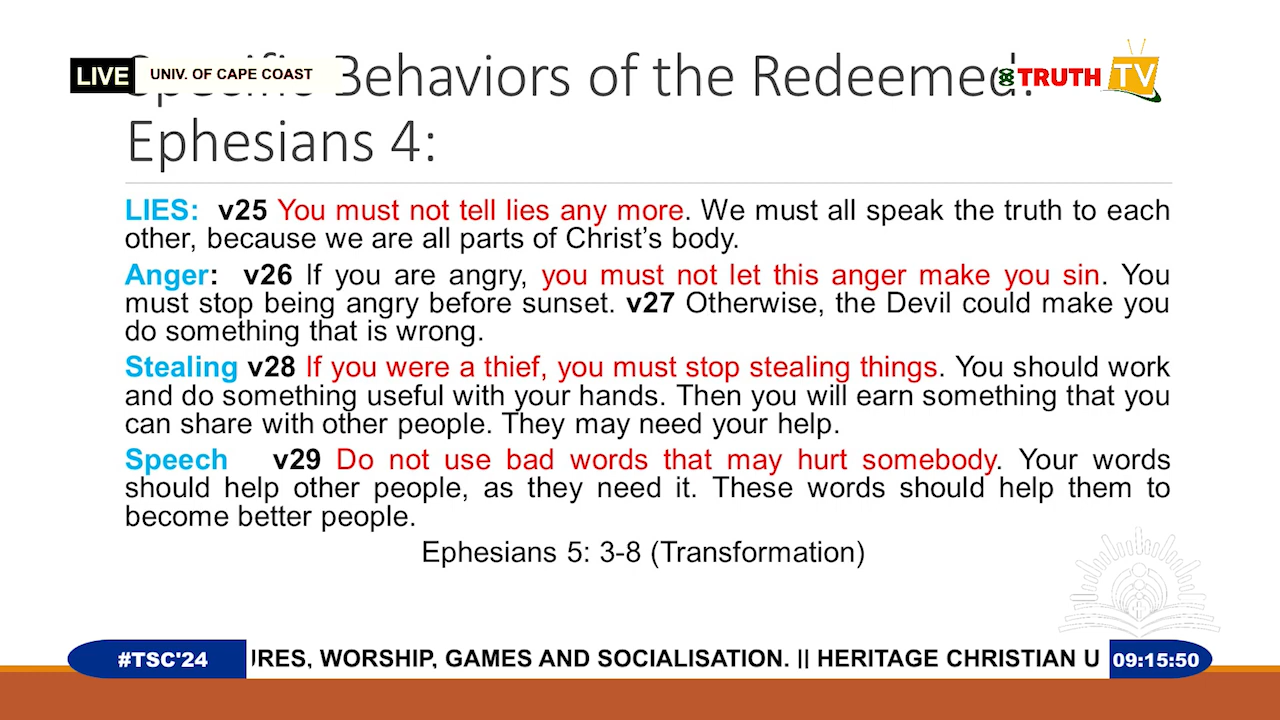 LIVE
UNIV. OF CAPE COAST
Specific Behaviors of the Redeemed:
TRUTH TV
Ephesians 4:
LIES: v25 You must not tell lies any more. We must all speak the truth to each
other, because we are all parts of Christ's body.
Anger: v26 If you are angry, you must not let this anger make you sin. You
must stop being angry before sunset. v27 Otherwise, the Devil could make you
do something that is wrong.
Stealing v28 If you were a thief, you must stop stealing things. You should work
and do something useful with your hands. Then you will earn something that you
can share with other people. They may need your help.
Speech v29 Do not use bad words that may hurt somebody. Your words
should help other people, as they need it. These words should help them to
become better people.
Ephesians 5: 3-8 (Transformation)
#TSC'24
URES, WORSHIP, GAMES AND SOCIALISATION. || HERITAGE CHRISTIAN U
09:15:50